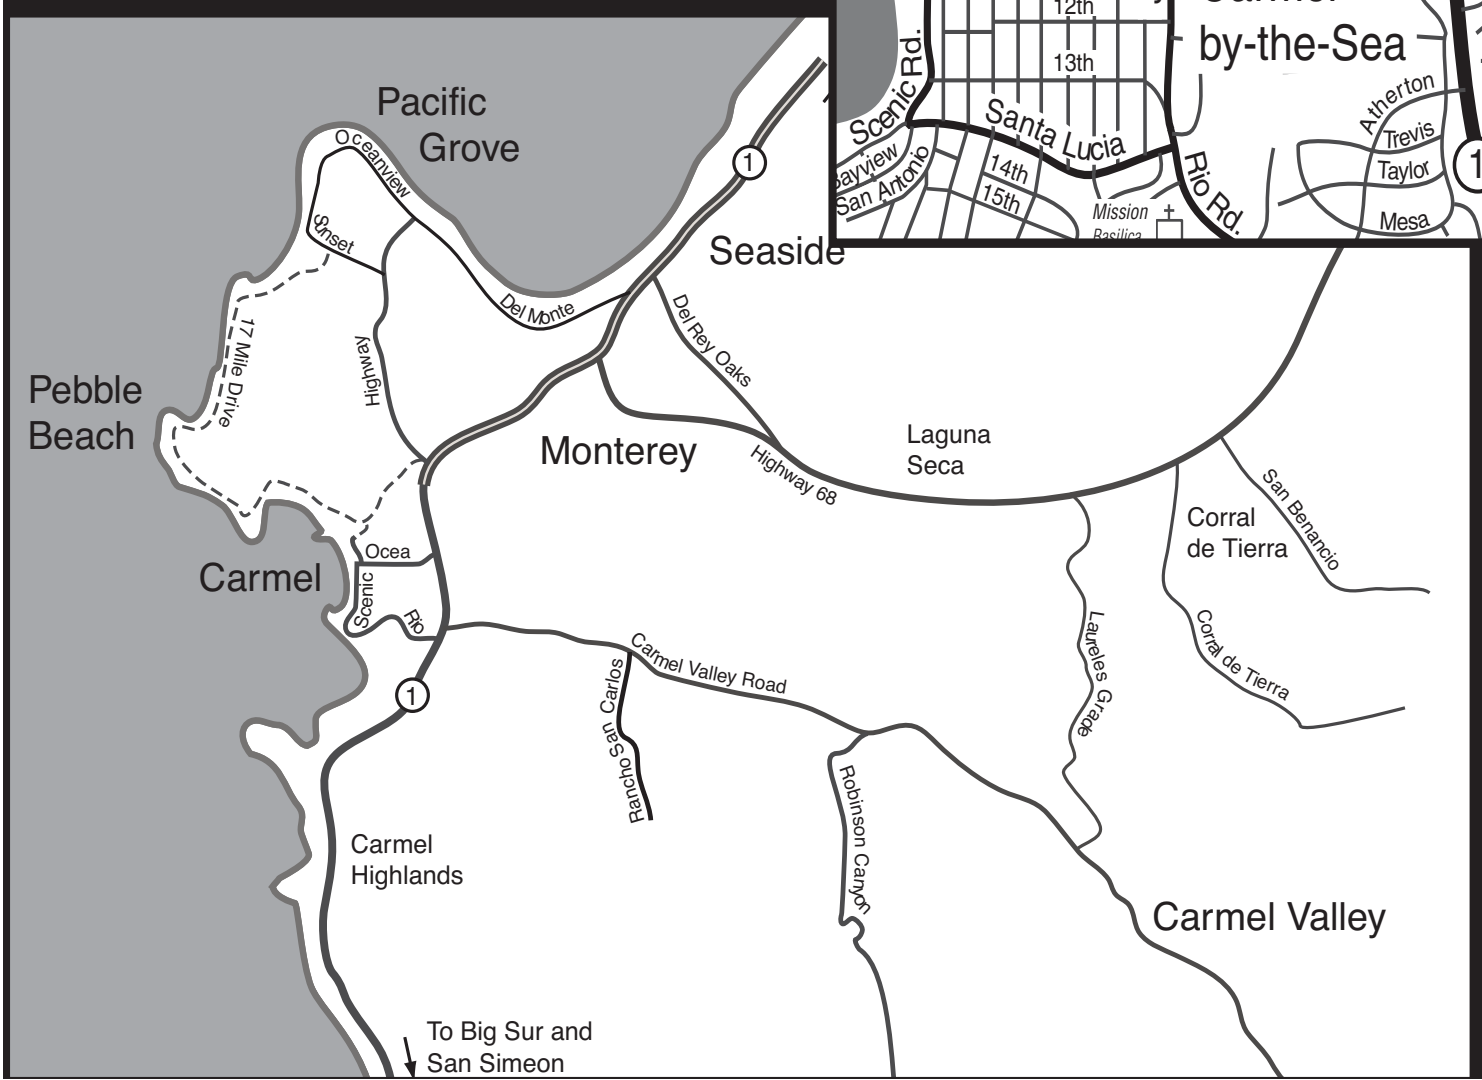 12th
by-the-Sea
13th
Scenic Rd.
Santa Lucia
Atherton
Trevis
Taylor
Mesa
1
San Antonio
14th
15th
Mission
Basilica
Rio Rd.
Pacific
Grove
Oceanview
Sunset
1
Seaside
Del Monte
Del Rey Oaks
17 Mile Drive
Highway
Pebble
Beach
Monterey
Highway 68
Laguna
Seca
San Benancio
Corral
de Tierra
Corral de Tierra
Laureles Grade
Carmel
Ocea
Scenic
Rio
1
Carmel Valley Road
Rancho San Carlos
Robinson Canyon
Carmel
Highlands
Carmel Valley
To Big Sur and
San Simeon